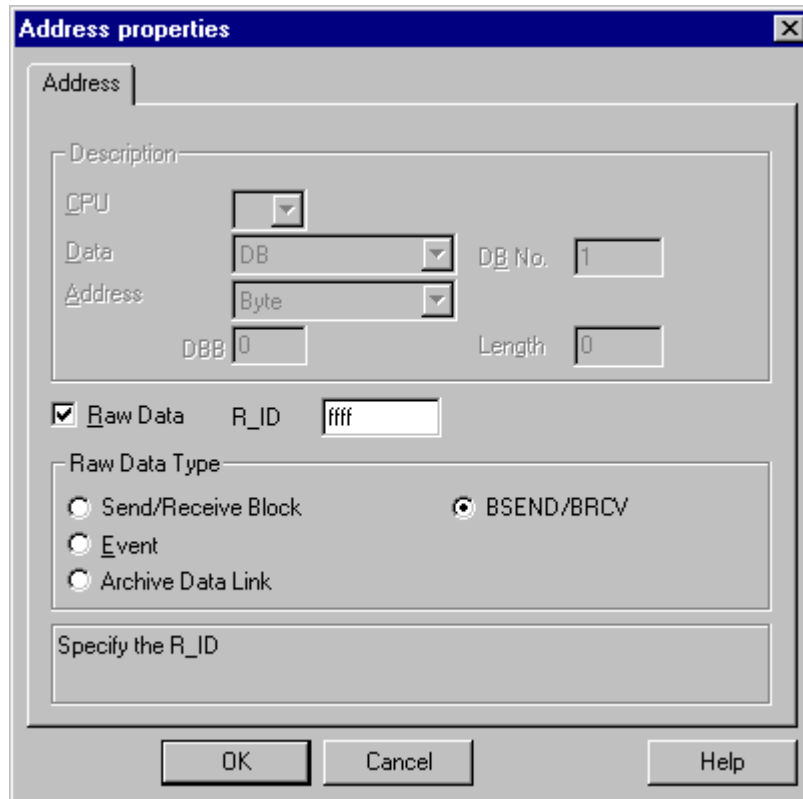 Address properties
Address
Description
CPU
Data DB DB No. 1
Address Byte
DBB 0 Length 0
Raw Data R_ID ffff
Raw Data Type
Send/Receive Block BSEND/BRCV
Event
Archive Data Link
Specify the R_ID
OK Cancel Help